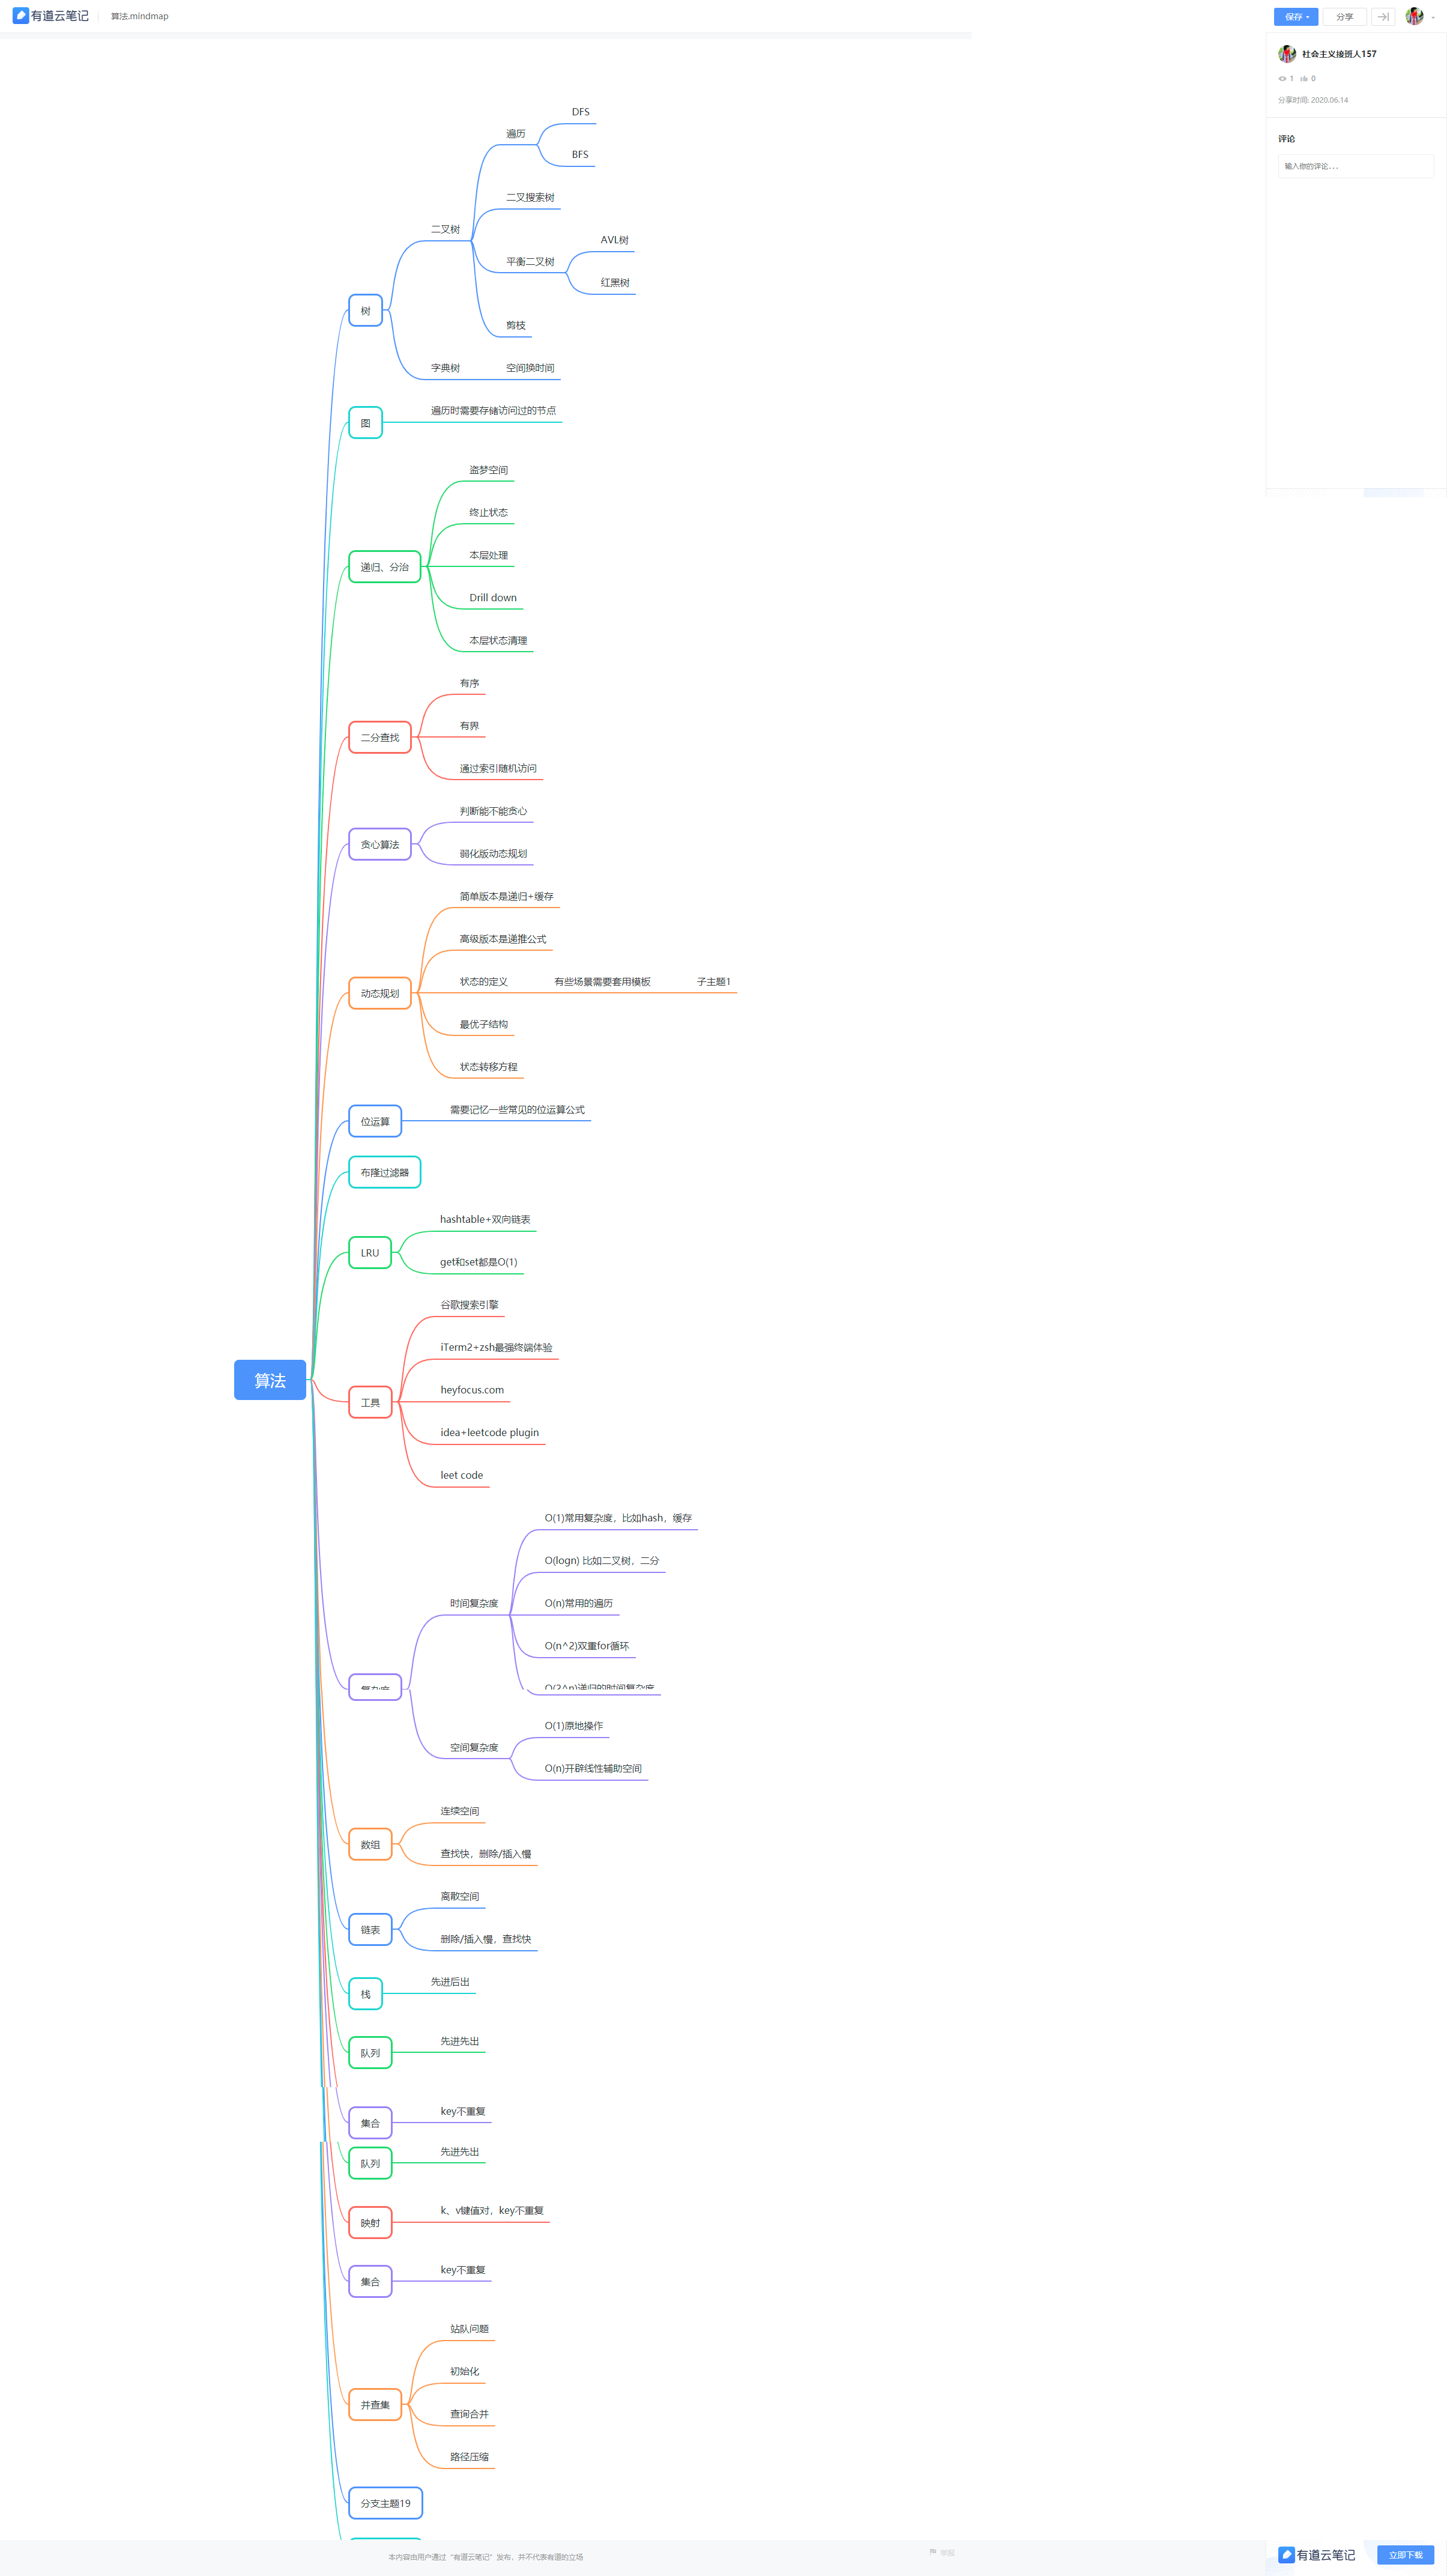 有道云笔记
算法.mindmap
保存
分享
社会主义接班人157
1
0
分享时间: 2020.06.14
评论
输入你的评论...
算法
树
二叉树
遍历
DFS
BFS
二叉搜索树
平衡二叉树
AVL树
红黑树
剪枝
字典树
空间换时间
图
遍历时需要存储访问过的节点
递归、分治
盗梦空间
终止状态
本层处理
Drill down
本层状态清理
二分查找
有序
有界
通过索引随机访问
贪心算法
判断能不能贪心
弱化版动态规划
动态规划
简单版本是递归+缓存
高级版本是递推公式
状态的定义
有些场景需要套用模板
子主题1
最优子结构
状态转移方程
位运算
需要记忆一些常见的位运算公式
布隆过滤器
LRU
hashtable+双向链表
get和set都是O(1)
工具
谷歌搜索引擎
iTerm2+zsh最强终端体验
heyfocus.com
idea+leetcode plugin
leet code
复杂度
时间复杂度
O(1)常用复杂度，比如hash，缓存
O(logn) 比如二叉树，二分
O(n)常用的遍历
O(n^2)双重for循环
O(2^n)递归的时间复杂度
空间复杂度
O(1)原地操作
O(n)开辟线性辅助空间
数组
连续空间
查找快，删除/插入慢
链表
离散空间
删除/插入慢，查找快
栈
先进后出
队列
先进先出
集合
key不重复
队列
先进先出
映射
k、v键值对，key不重复
集合
key不重复
并查集
站队问题
初始化
查询合并
路径压缩
分支主题19
本内容由用户通过“有道云笔记”发布，并不代表有道的立场
举报
有道云笔记
立即下载